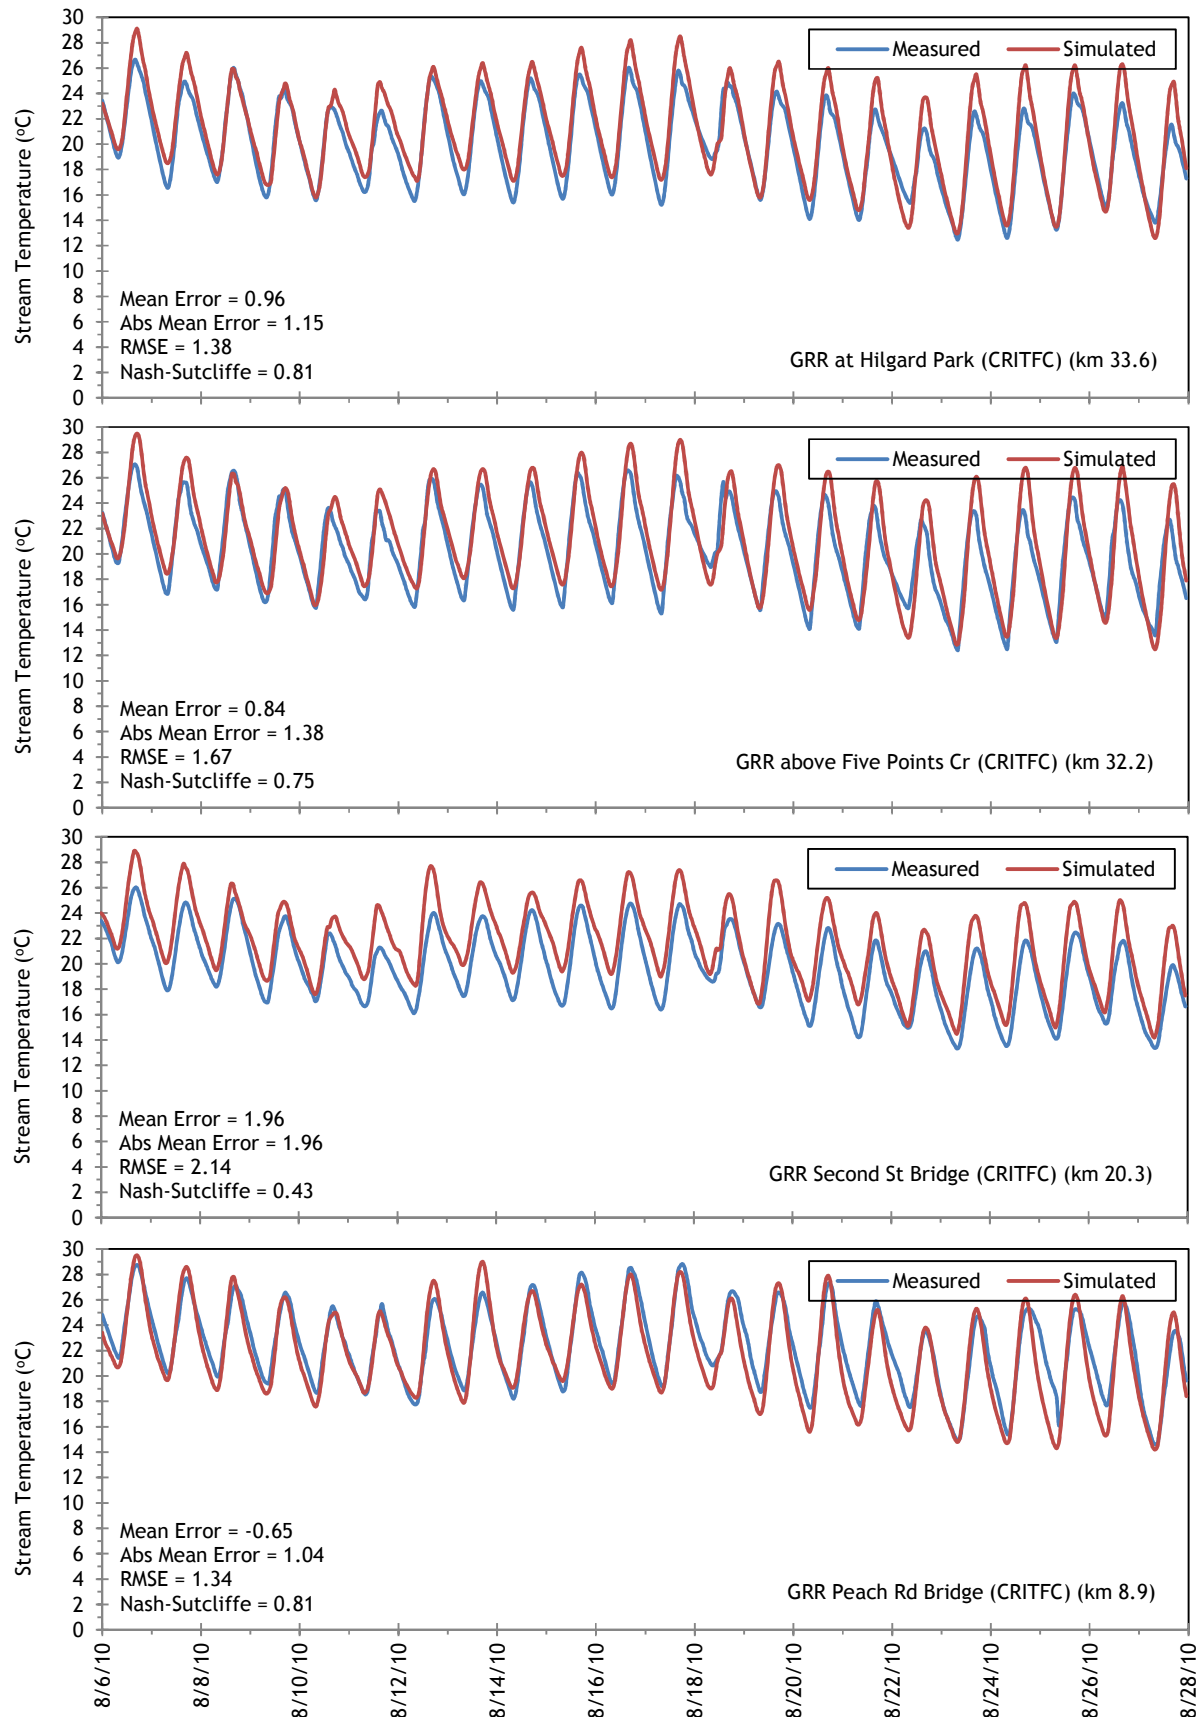 30
28
26
24
22
20
18
16
14
12
10
8
6
4
2
0
Stream Temperature (oC)
Measured Simulated
Mean Error = 0.96
Abs Mean Error = 1.15
RMSE = 1.38
Nash-Sutcliffe = 0.81
GRR at Hilgard Park (CRITFC) (km 33.6)
30
28
26
24
22
20
18
16
14
12
10
8
6
4
2
0
Stream Temperature (oC)
Measured Simulated
Mean Error = 0.84
Abs Mean Error = 1.38
RMSE = 1.67
Nash-Sutcliffe = 0.75
GRR above Five Points Cr (CRITFC) (km 32.2)
30
28
26
24
22
20
18
16
14
12
10
8
6
4
2
0
Stream Temperature (oC)
Measured Simulated
Mean Error = 1.96
Abs Mean Error = 1.96
RMSE = 2.14
Nash-Sutcliffe = 0.43
GRR Second St Bridge (CRITFC) (km 20.3)
30
28
26
24
22
20
18
16
14
12
10
8
6
4
2
0
Stream Temperature (oC)
Measured Simulated
Mean Error = -0.65
Abs Mean Error = 1.04
RMSE = 1.34
Nash-Sutcliffe = 0.81
GRR Peach Rd Bridge (CRITFC) (km 8.9)
8/6/10
8/8/10
8/10/10
8/12/10
8/14/10
8/16/10
8/18/10
8/20/10
8/22/10
8/24/10
8/26/10
8/28/10